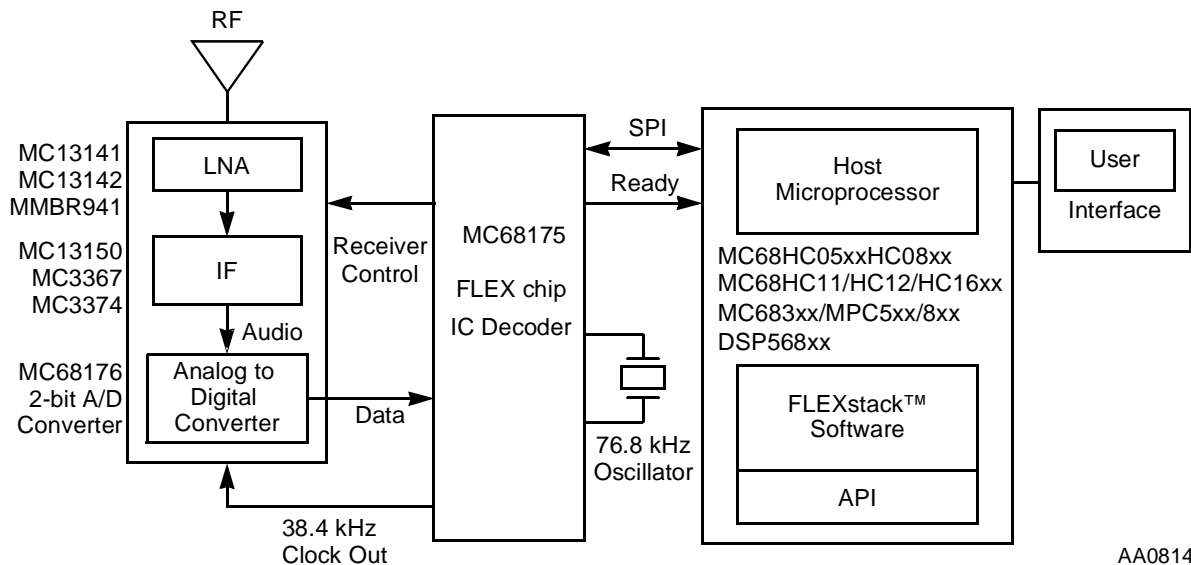 RF
MC13141
MC13142
MMBR941
LNA
MC13150
MC3367
MC3374
IF
Audio
MC68176
2-bit A/D
Converter
Analog to
Digital
Converter
Receiver
Control
Data
38.4 kHz
Clock Out
MC68175
FLEX chip
IC Decoder
SPI
Ready
76.8 kHz
Oscillator
Host
Microprocessor
MC68HC05xxHC08xx
MC68HC11/HC12/HC16xx
MC683xx/MPC5xx/8xx
DSP568xx
FLEXstack™
Software
API
User
Interface
AA0814